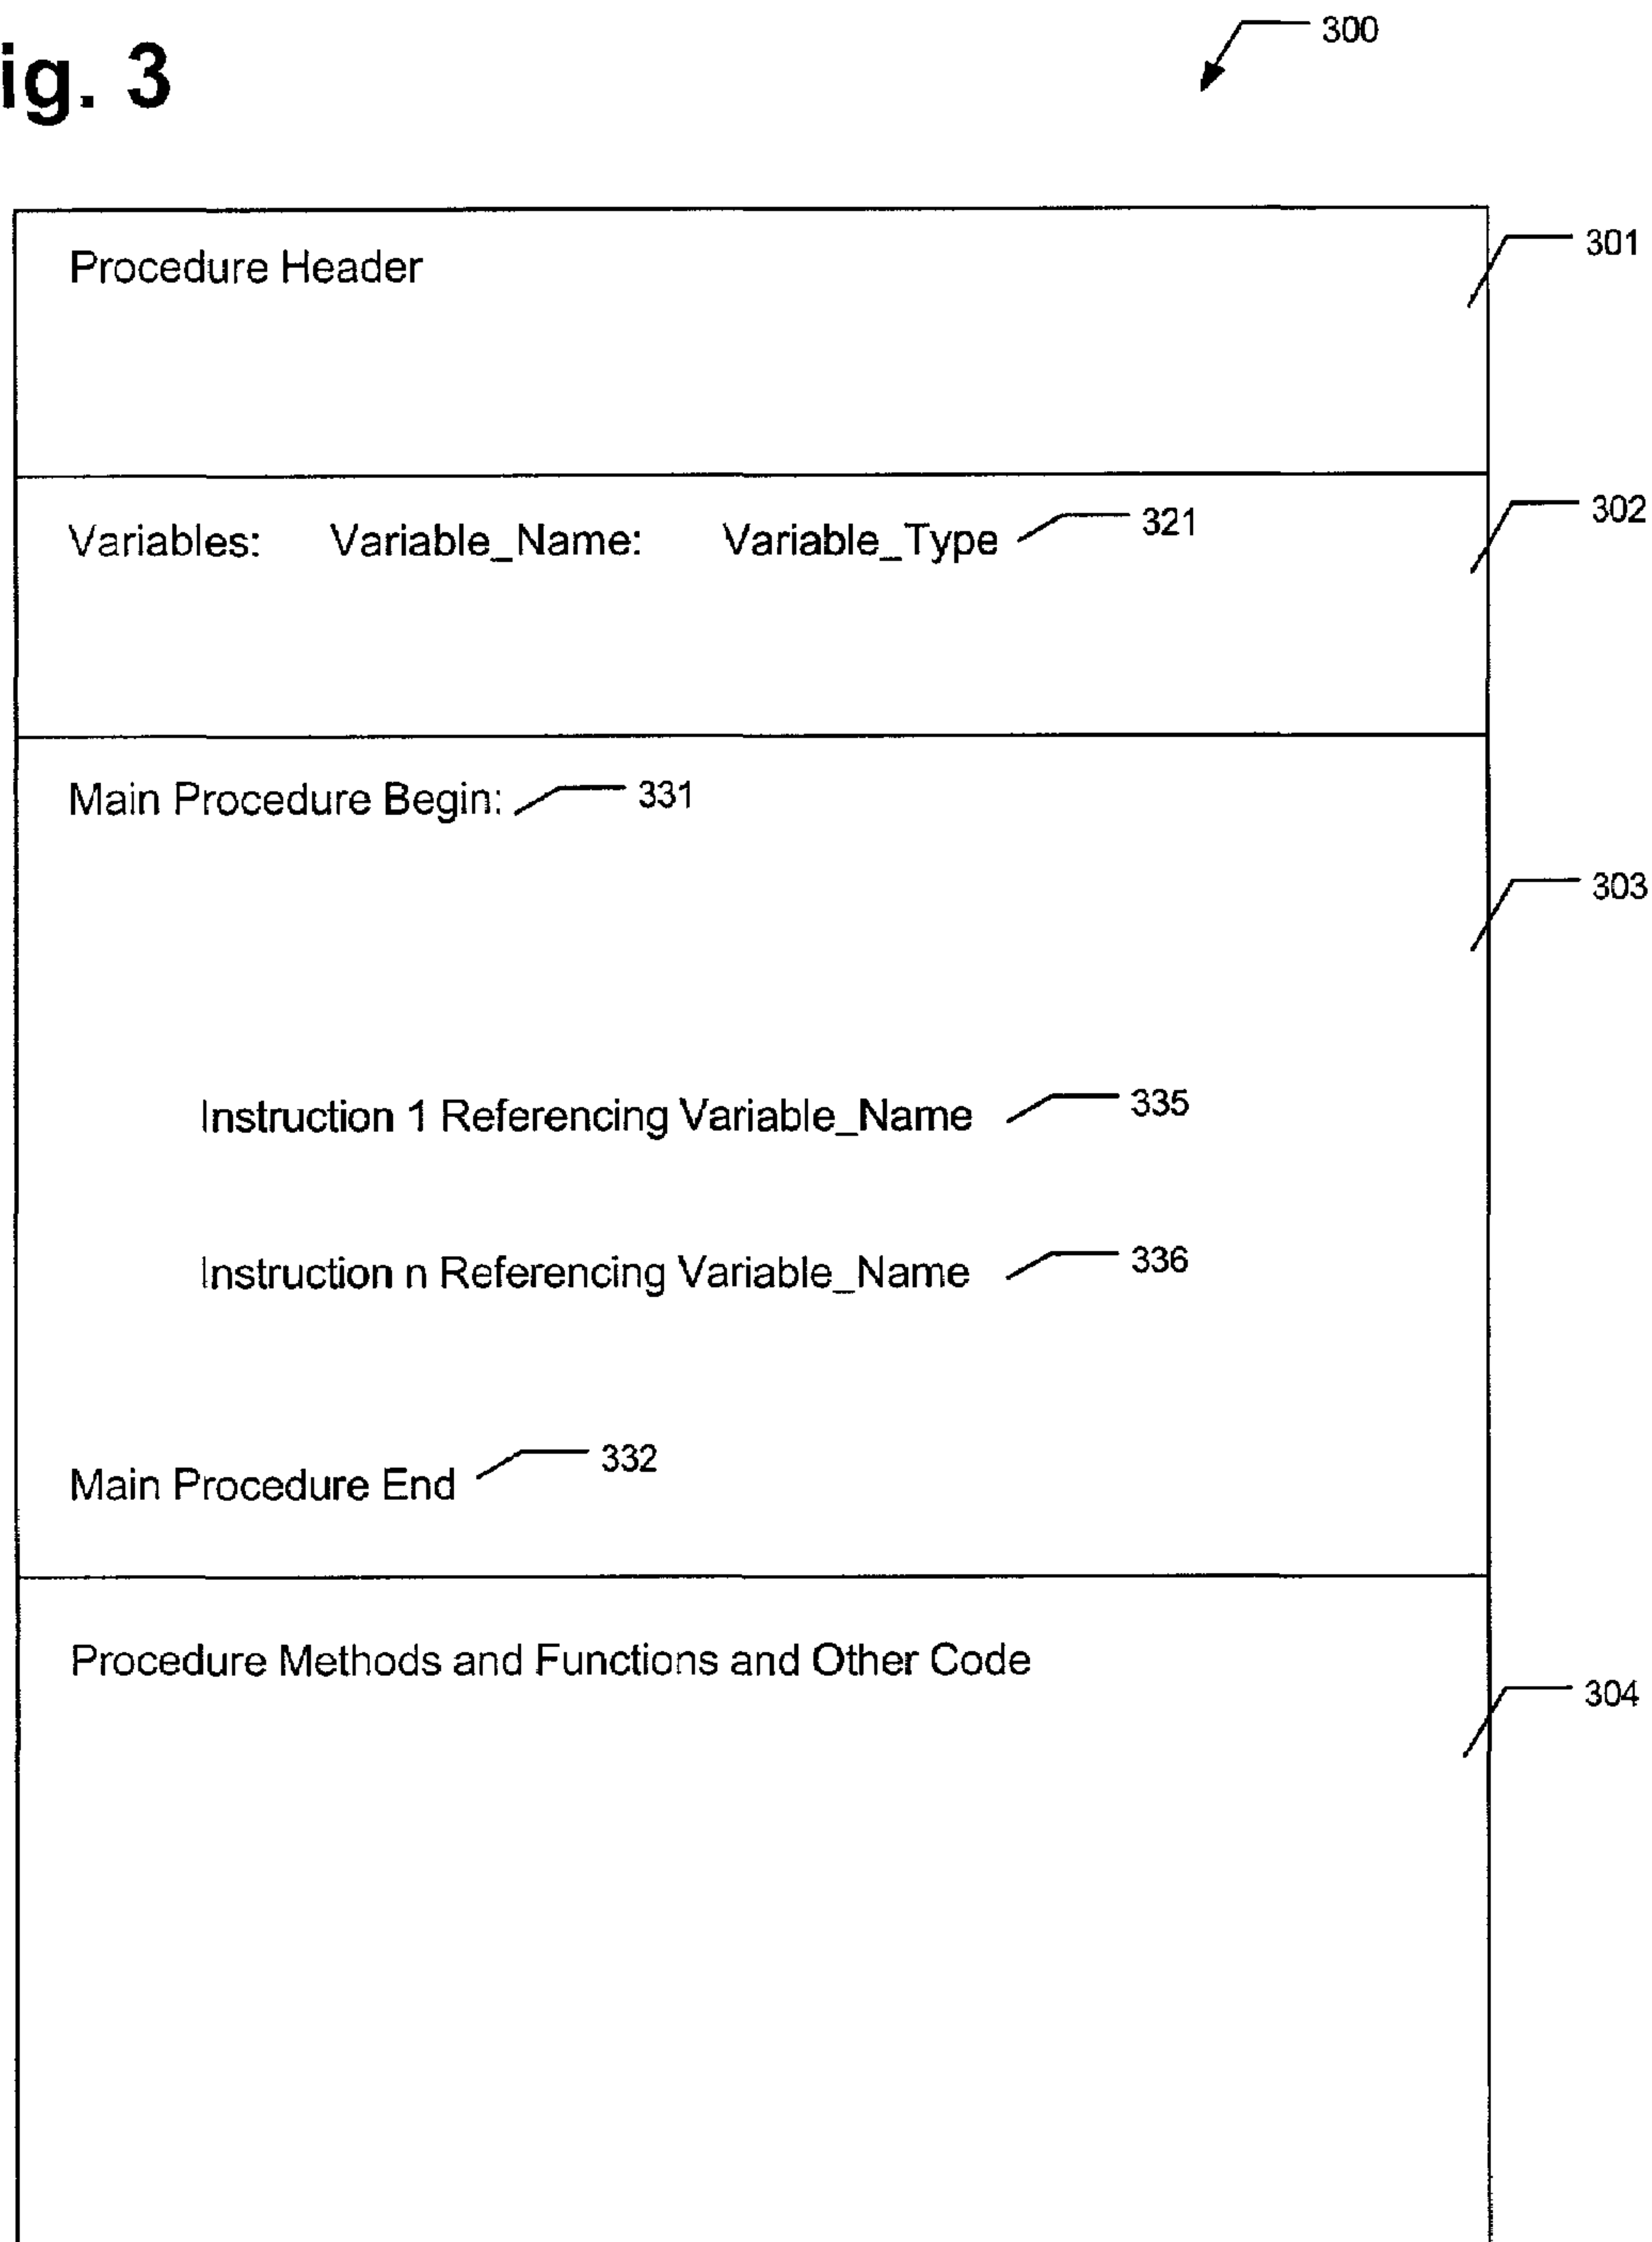 ig. 3
300
Procedure Header
301
Variables: Variable_Name: Variable_Type
321
302
Main Procedure Begin:
331
303
Instruction 1 Referencing Variable_Name
335
Instruction n Referencing Variable_Name
336
Main Procedure End
332
Procedure Methods and Functions and Other Code
304